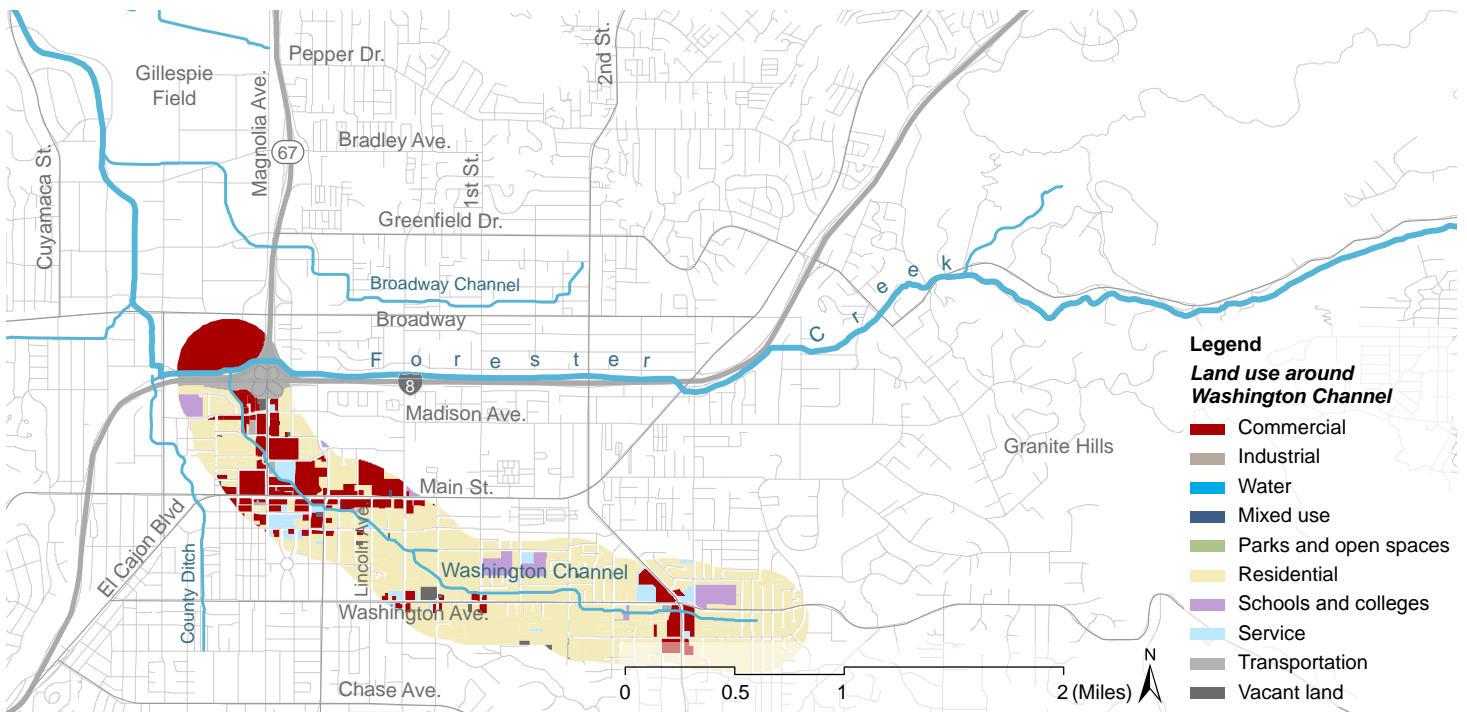 Pepper Dr.
2nd St.
Gillespie
Field
Magnolia Ave.
67
Bradley Ave.
1st St.
Cuyamaca St.
Greenfield Dr.
Broadway Channel
Broadway
Forester
Creek
8
Madison Ave.
Granite Hills
Main St.
El Cajon Blvd
Lincoln Ave.
County Ditch
Washington Channel
Washington Ave.
Chase Ave.
Legend
Land use around
Washington Channel
Commercial
Industrial
Water
Mixed use
Parks and open spaces
Residential
Schools and colleges
Service
Transportation
Vacant land
0 0.5 1 2 (Miles)
N